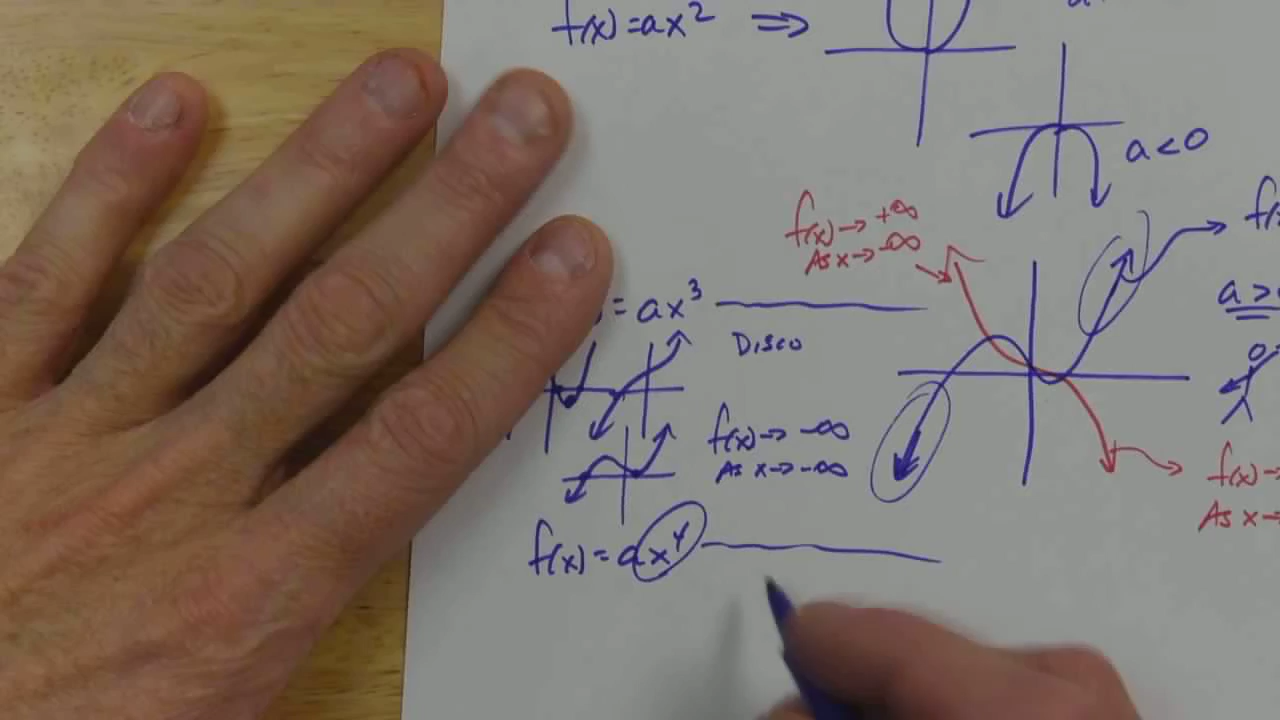 f(x)=ax² ⇒
a<0
f(x)→+∞
As x→-∞
= ax³
a>
Disco
f(x)→-∞
As x→-∞
f(x)→
As x→
f(x)=ax⁴